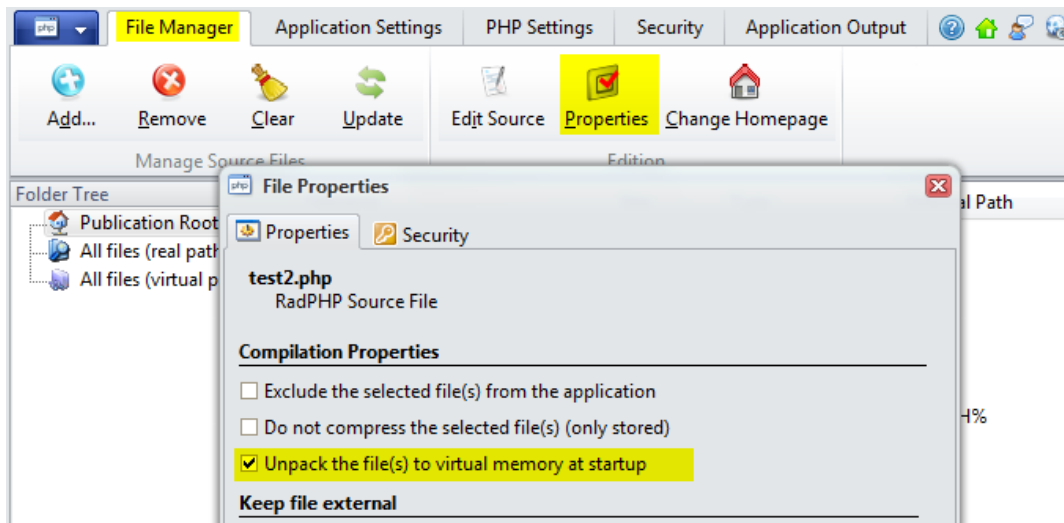 php
File Manager Application Settings PHP Settings Security Application Output
Add... Remove Clear Update Edit Source Properties Change Homepage
Manage Source Files Edition
Folder Tree
Publication Root
All files (real path
All files (virtual p
php File Properties
al Path
Properties Security
test2.php
RadPHP Source File
Compilation Properties
Exclude the selected file(s) from the application
Do not compress the selected file(s) (only stored)
H%
Unpack the file(s) to virtual memory at startup
Keep file external